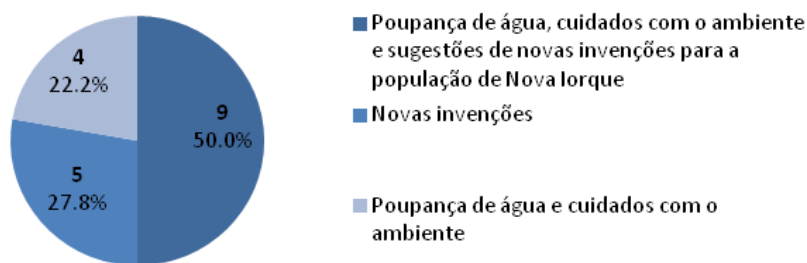 4
22.2%
9
50.0%
5
27.8%
Poupança de água, cuidados com o ambiente
e sugestões de novas invenções para a
população de Nova Iorque
Novas invenções
Poupança de água e cuidados com o
ambiente